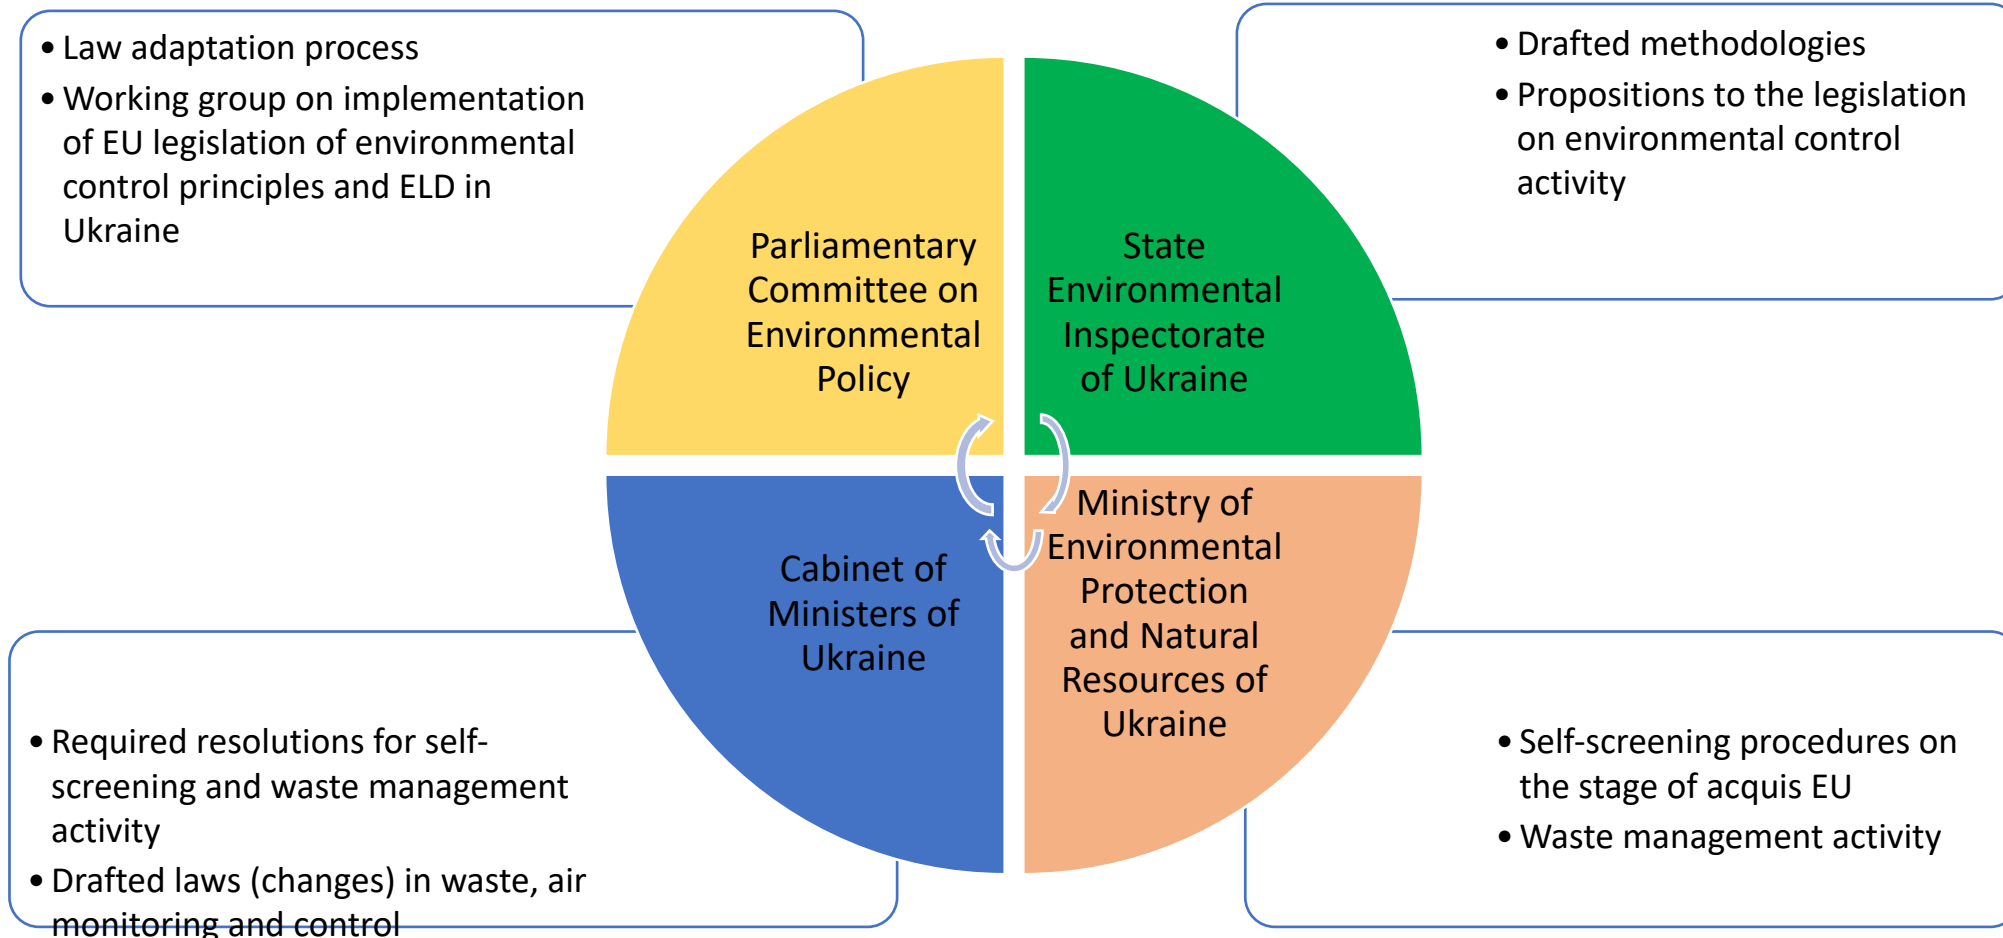 • Law adaptation process
• Working group on implementation
of EU legislation of environmental
control principles and ELD in
Ukraine
• Drafted methodologies
• Propositions to the legislation
on environmental control
activity
Parliamentary
Committee on
Environmental
Policy
State
Environmental
Inspectorate
of Ukraine
Cabinet of
Ministers of
Ukraine
Ministry of
Environmental
Protection
and Natural
Resources of
Ukraine
• Required resolutions for self-
screening and waste management
activity
• Drafted laws (changes) in waste, air
monitoring and control
• Self-screening procedures on
the stage of acquis EU
• Waste management activity